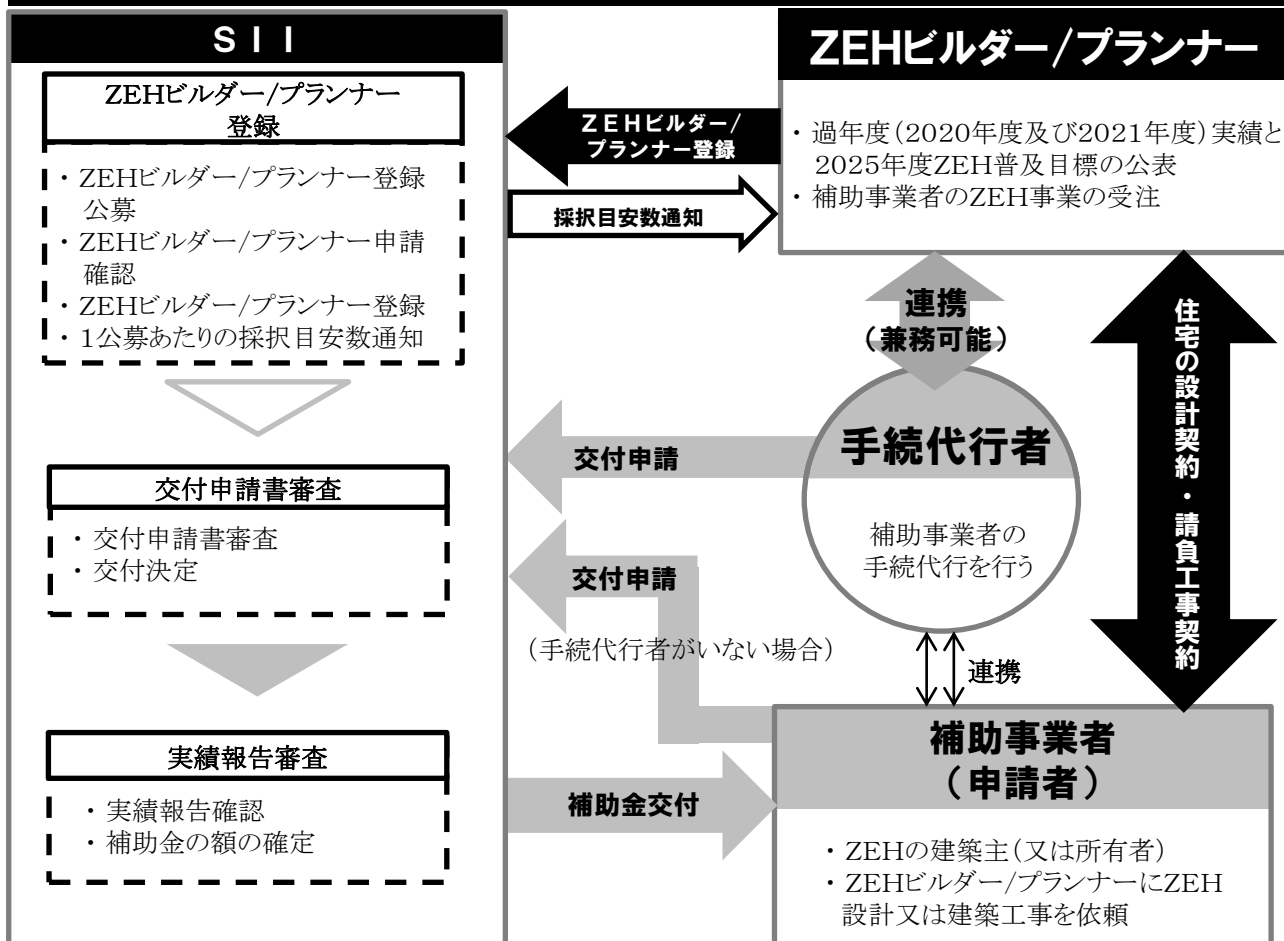 ＳＩＩ
ZEHビルダー/プランナー
登録
・ZEHビルダー/プランナー登録
公募
・ZEHビルダー/プランナー申請
確認
・ZEHビルダー/プランナー登録
・1公募あたりの採択目安数通知
交付申請書審査
・交付申請書審査
・交付決定
実績報告審査
・実績報告確認
・補助金の額の確定
ＺＥＨビルダー/
プランナー登録
採択目安数通知
交付申請
交付申請
（手続代行者がいない場合）
補助金交付
ZEHビルダー/プランナー
・過年度（2020年度及び2021年度）実績と
2025年度ZEH普及目標の公表
・補助事業者のZEH事業の受注
連携
（兼務可能）
手続代行者
補助事業者の
手続代行を行う
連携
住宅の設計契約・請負工事契約
補助事業者
（申請者）
・ZEHの建築主（又は所有者）
・ZEHビルダー/プランナーにZEH
設計又は建築工事を依頼